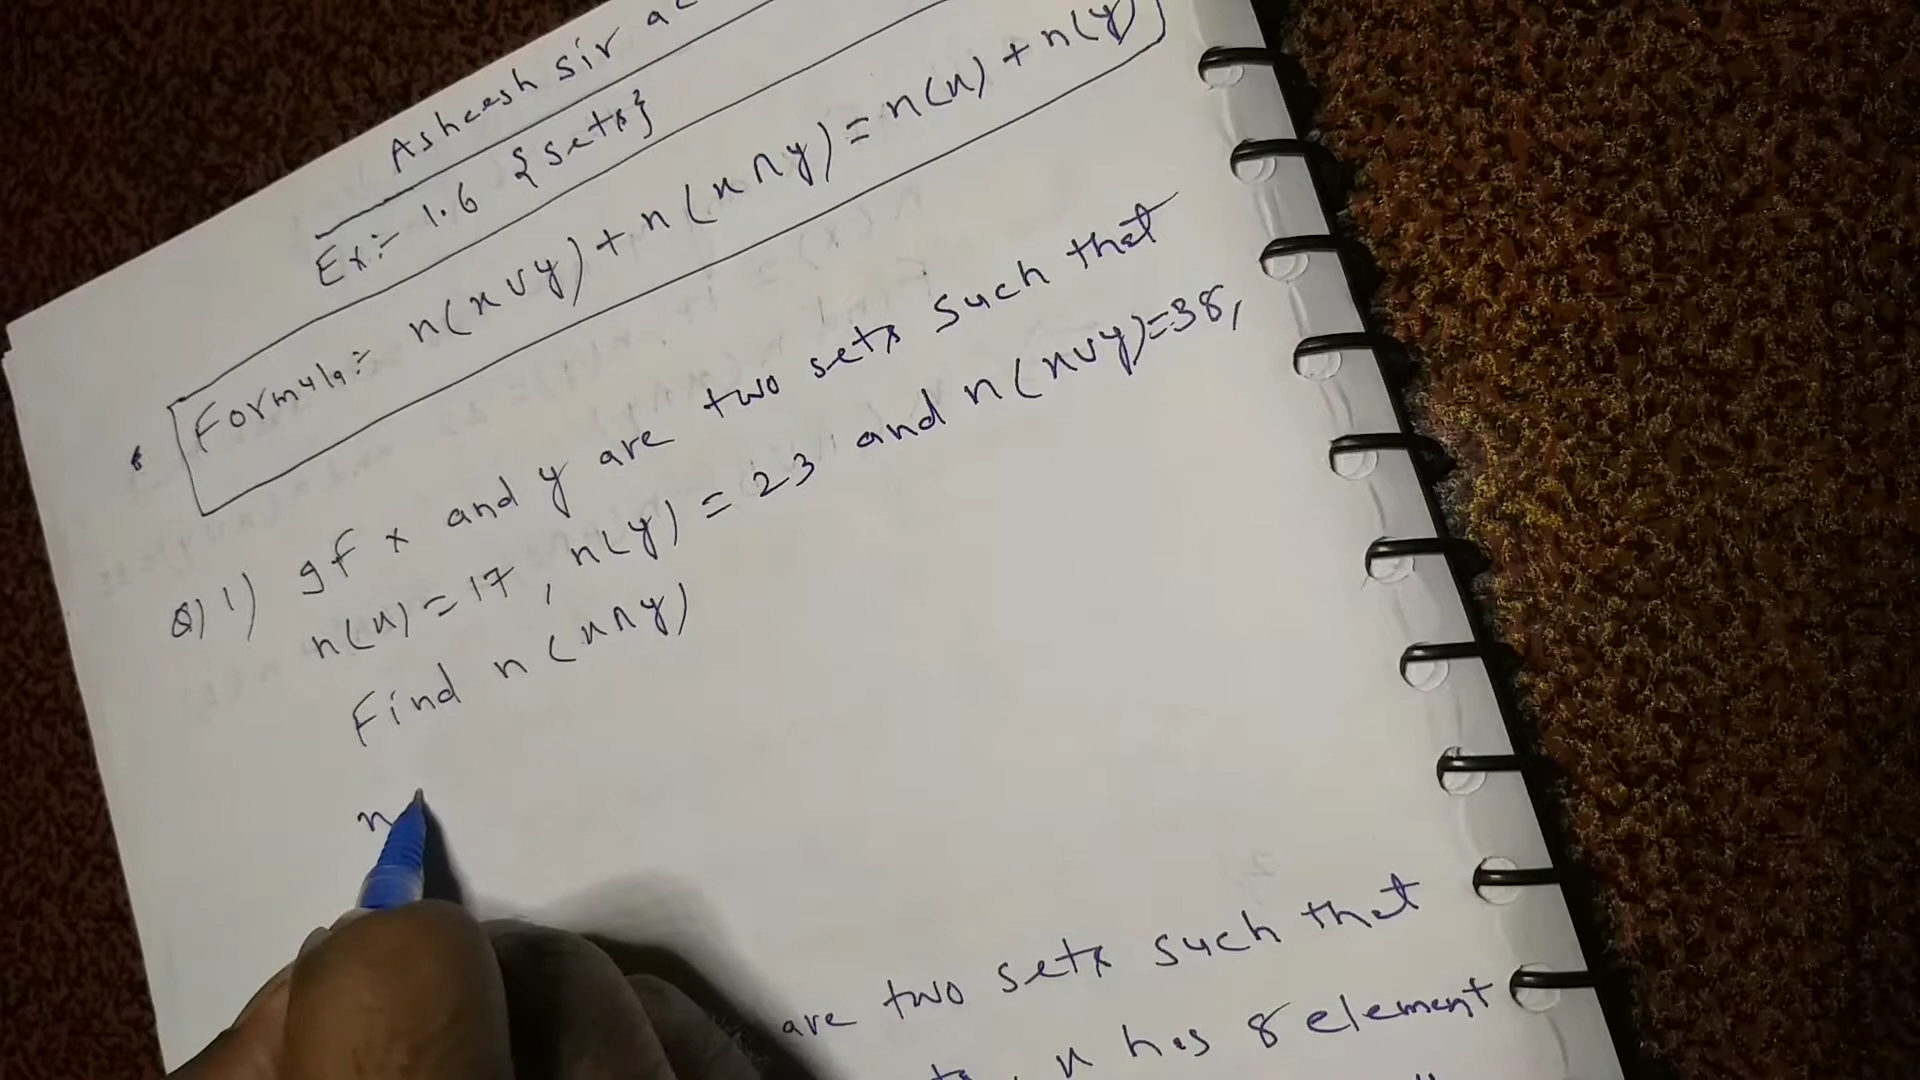 Asheesh sir
Ex:- 1.6 {sets}
Formula:- n(x∪y) + n(x∩y) = n(x) + n(y)
Q) 1) If x and y are two sets such that
n(x) = 17, n(y) = 23 and n(x∪y)=38,
Find n(x∩y)
n
are two sets such that
x has 8 element